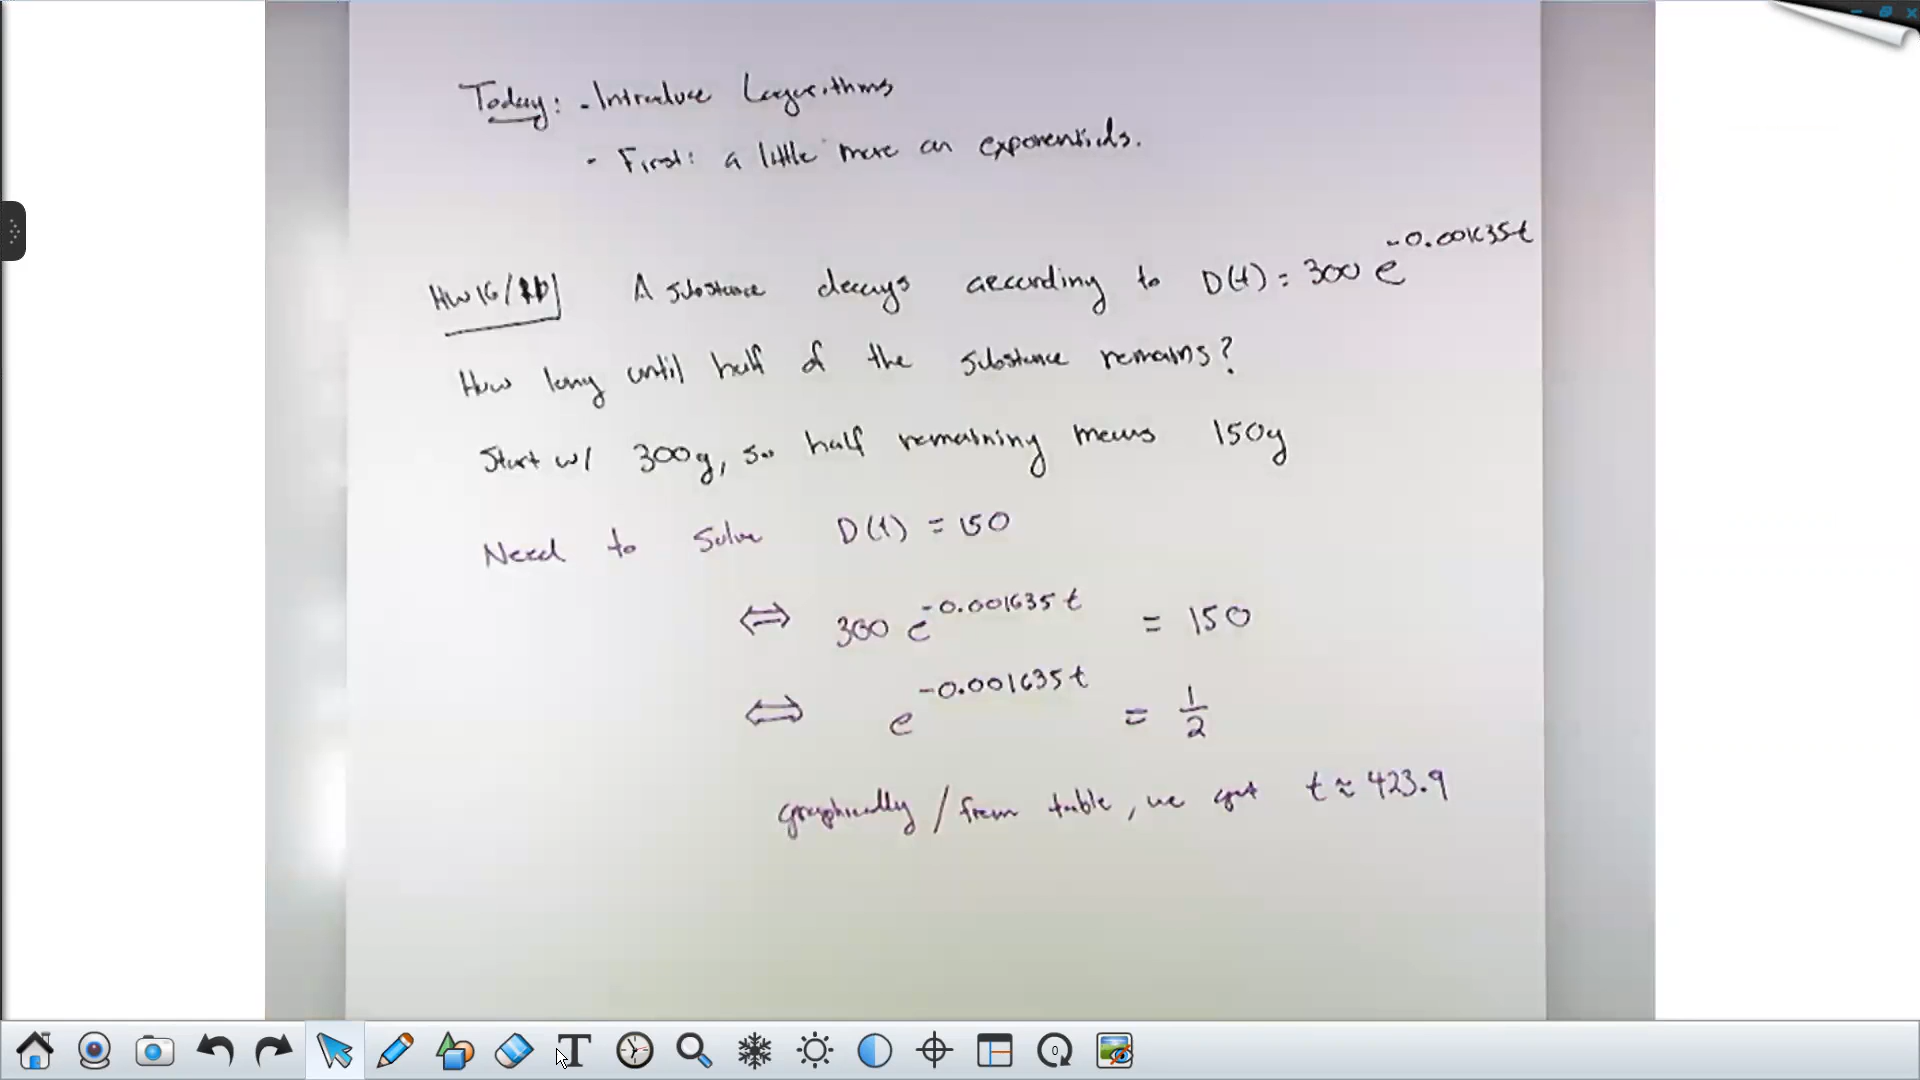 Today: - Introduce Logarithms
- First: a little more on exponentials.
HW16/ A substance decays according to D(t) = 300 e^-0.001635t
How long until half of the substance remains?
Start w/ 300g, so half remaining means 150g
Need to solve D(t) = 150
⇔ 300 e^-0.001635t = 150
⇔ e^-0.001635t = 1/2
graphically / from table, we get t ≈ 423.9
T
0